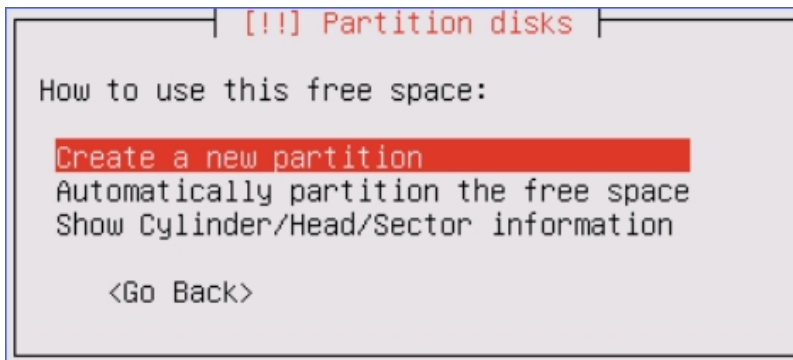 [!!] Partition disks
How to use this free space:
Create a new partition
Automatically partition the free space
Show Cylinder/Head/Sector information
<Go Back>